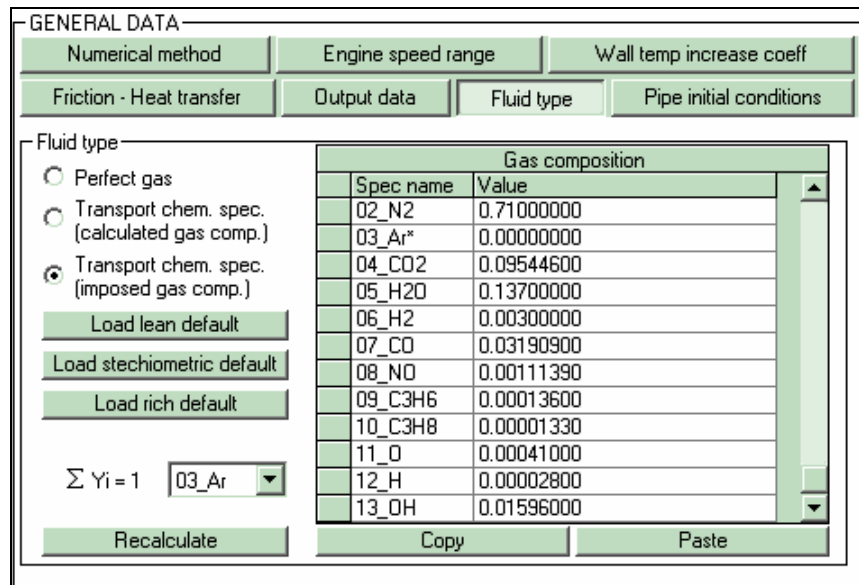 GENERAL DATA
Numerical method Engine speed range Wall temp increase coeff
Friction - Heat transfer Output data Fluid type Pipe initial conditions
Fluid type
Perfect gas
Transport chem. spec.
(calculated gas comp.)
Transport chem. spec.
(imposed gas comp.)
Load lean default
Load stechiometric default
Load rich default
Σ Yi = 1 03_Ar
Recalculate
Gas composition
Spec name Value
02_N2 0.71000000
03_Ar* 0.00000000
04_CO2 0.09544600
05_H2O 0.13700000
06_H2 0.00300000
07_CO 0.03190900
08_NO 0.00111390
09_C3H6 0.00013600
10_C3H8 0.00001330
11_O 0.00041000
12_H 0.00002800
13_OH 0.01596000
Copy Paste